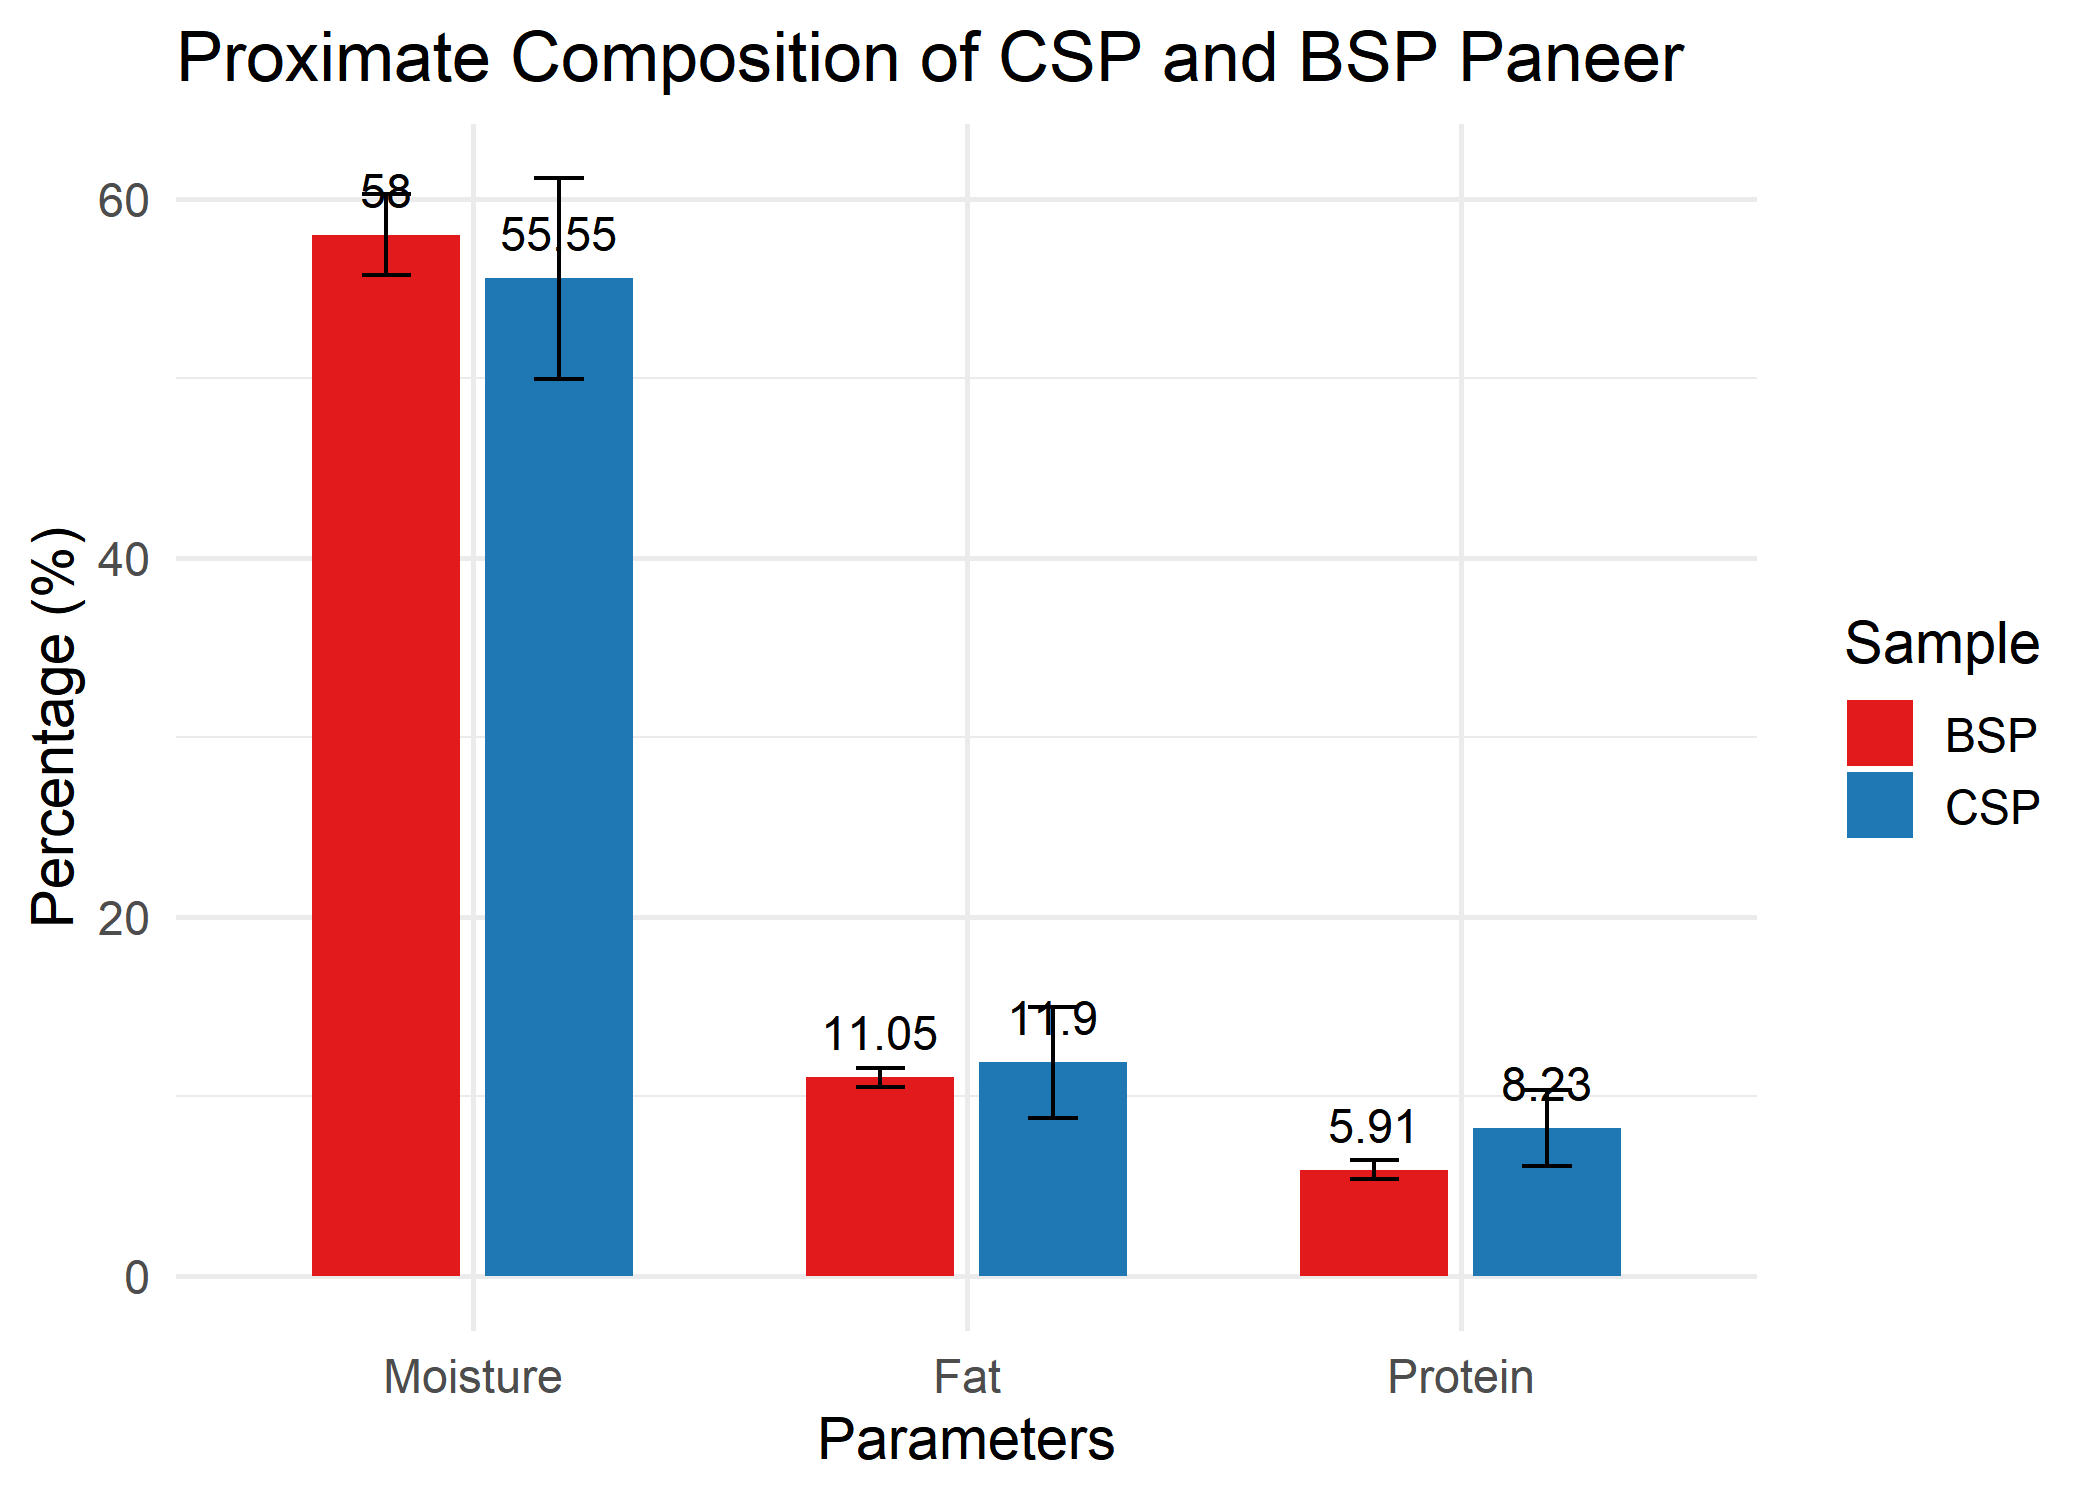 Proximate Composition of CSP and BSP Paneer
60
40
20
0
Percentage (%)
58
55.55
11.05
11.9
5.91
8.23
Moisture
Fat
Protein
Parameters
Sample
BSP
CSP